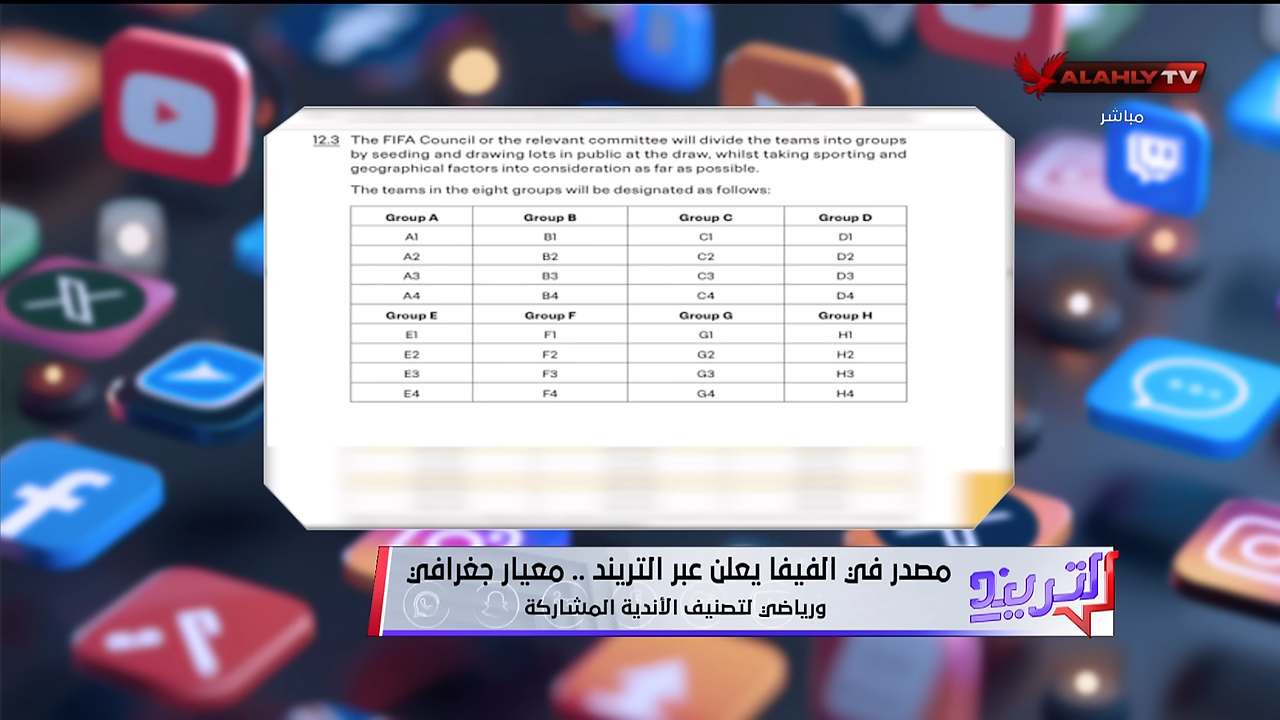 ALAHLY TV
مباشر
12.3 The FIFA Council or the relevant committee will divide the teams into groups
by seeding and drawing lots in public at the draw, whilst taking sporting and
geographical factors into consideration as far as possible.
The teams in the eight groups will be designated as follows:
Group A Group B Group C Group D
A1 B1 C1 D1
A2 B2 C2 D2
A3 B3 C3 D3
A4 B4 C4 D4
Group E Group F Group G Group H
E1 F1 G1 H1
E2 F2 G2 H2
E3 F3 G3 H3
E4 F4 G4 H4
التريند
مصدر في الفيفا يعلن عبر التريند .. معيار جغرافي
ورياضي لتصنيف الأندية المشاركة